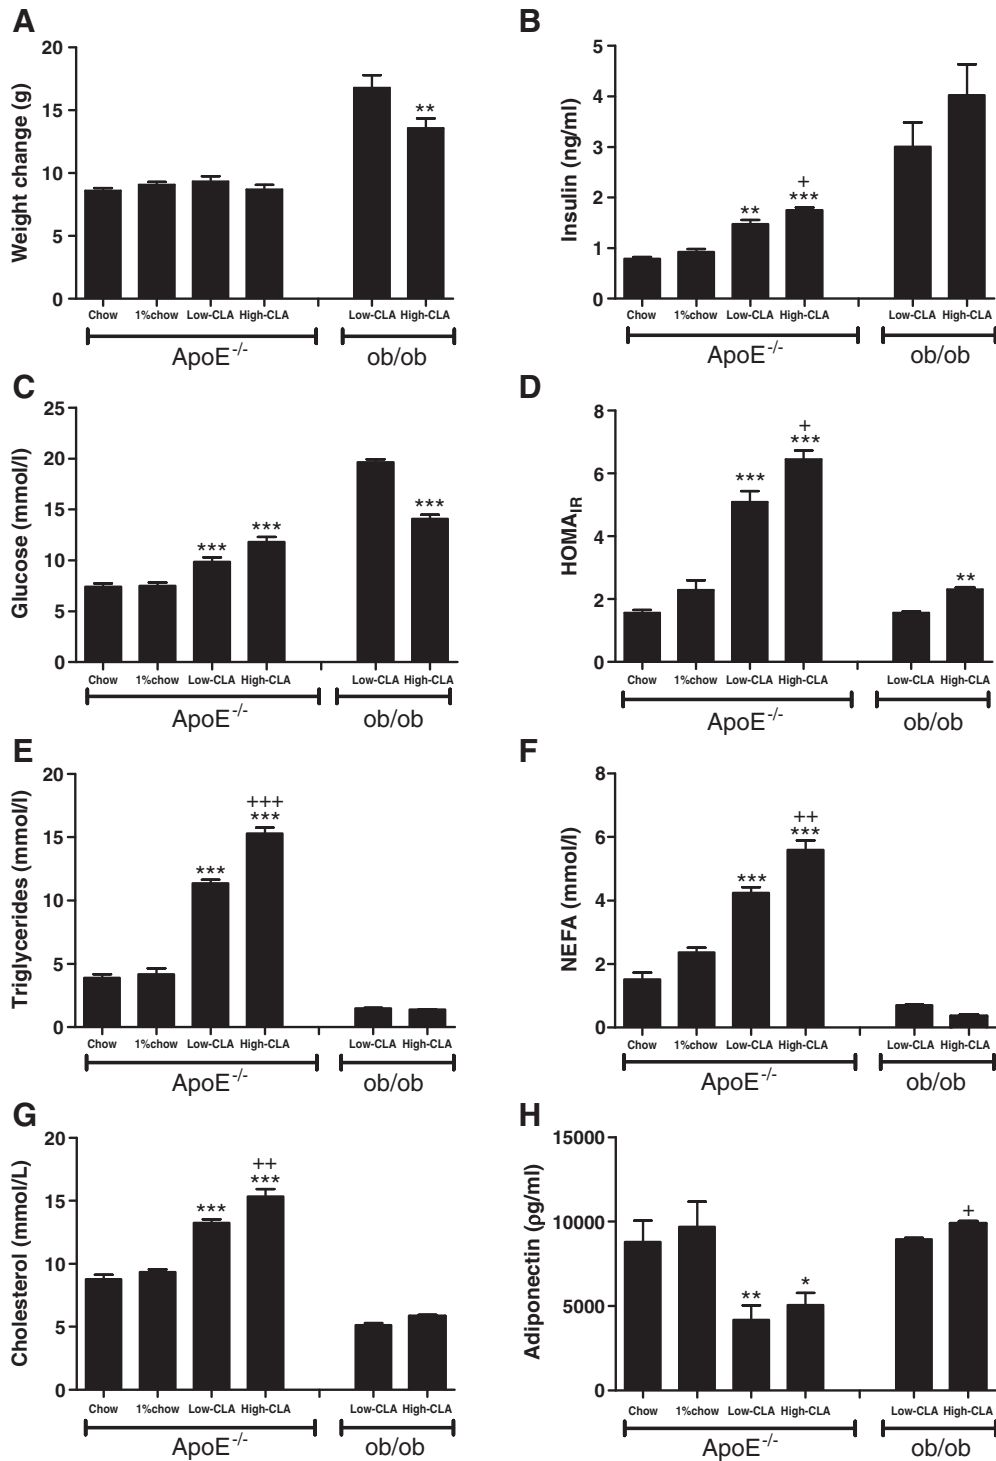 A
Weight change (g)
20
15
10
5
0
**
Chow 1%chow Low-CLA High-CLA Low-CLA High-CLA
ApoE-/- ob/ob
B
Insulin (ng/ml)
5
4
3
2
1
0
+
** ***
Chow 1%chow Low-CLA High-CLA Low-CLA High-CLA
ApoE-/- ob/ob
C
Glucose (mmol/l)
25
20
15
10
5
0
*** *** ***
Chow 1%chow Low-CLA High-CLA Low-CLA High-CLA
ApoE-/- ob/ob
D
HOMAIR
8
6
4
2
0
+
*** *** **
Chow 1%chow Low-CLA High-CLA Low-CLA High-CLA
ApoE-/- ob/ob
E
Triglycerides (mmol/l)
20
15
10
5
0
+++
*** ***
Chow 1%chow Low-CLA High-CLA Low-CLA High-CLA
ApoE-/- ob/ob
F
NEFA (mmol/l)
8
6
4
2
0
++
*** ***
Chow 1%chow Low-CLA High-CLA Low-CLA High-CLA
ApoE-/- ob/ob
G
Cholesterol (mmol/L)
20
15
10
5
0
++
*** ***
Chow 1%chow Low-CLA High-CLA Low-CLA High-CLA
ApoE-/- ob/ob
H
Adiponectin (ρg/ml)
15000
10000
5000
0
** * +
Chow 1%chow Low-CLA High-CLA Low-CLA High-CLA
ApoE-/- ob/ob